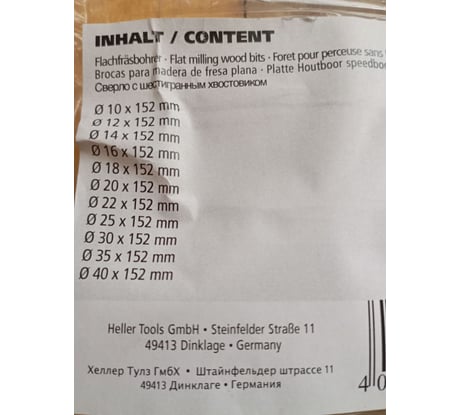 INHALT / CONTENT
Flachfräsbohrer · Flat milling wood bits · Foret pour perceuse sans
Brocas para madera de fresa plana · Platte Houtboor speedbo
Сверло с шестигранным хвостовиком
Ø 10 x 152 mm
Ø 12 x 152 mm
Ø 14 x 152 mm
Ø 16 x 152 mm
Ø 18 x 152 mm
Ø 20 x 152 mm
Ø 22 x 152 mm
Ø 25 x 152 mm
Ø 30 x 152 mm
Ø 35 x 152 mm
Ø 40 x 152 mm
Heller Tools GmbH • Steinfelder Straße 11
49413 Dinklage • Germany
Хеллер Тулз ГмбХ • Штайнфельдер штрассе 11
49413 Динклаге • Германия
4